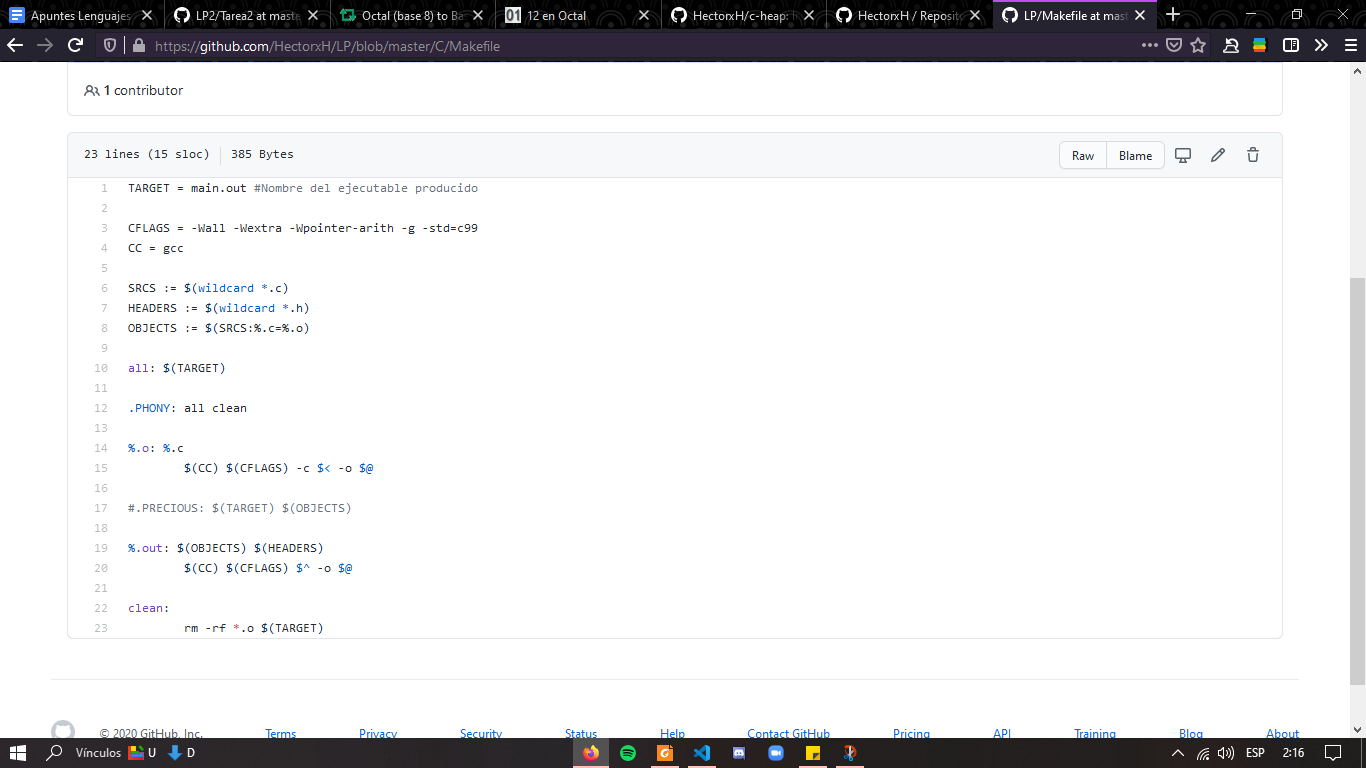 Apuntes Lenguajes
LP2/Tarea2 at maste
Octal (base 8) to Ba
01 12 en Octal
HectorxH/c-heap:
HectorxH / Reposito
LP/Makefile at mast
https://github.com/HectorxH/LP/blob/master/C/Makefile
1 contributor
23 lines (15 sloc) 385 Bytes
Raw Blame
1 TARGET = main.out #Nombre del ejecutable producido
2
3 CFLAGS = -Wall -Wextra -Wpointer-arith -g -std=c99
4 CC = gcc
5
6 SRCS := $(wildcard *.c)
7 HEADERS := $(wildcard *.h)
8 OBJECTS := $(SRCS:%.c=%.o)
9
10 all: $(TARGET)
11
12 .PHONY: all clean
13
14 %.o: %.c
15 $(CC) $(CFLAGS) -c $< -o $@
16
17 #.PRECIOUS: $(TARGET) $(OBJECTS)
18
19 %.out: $(OBJECTS) $(HEADERS)
20 $(CC) $(CFLAGS) $^ -o $@
21
22 clean:
23 rm -rf *.o $(TARGET)
© 2020 GitHub, Inc. Terms Privacy Security Status Help Contact GitHub Pricing API Training Blog About
Vínculos U D ESP 2:16